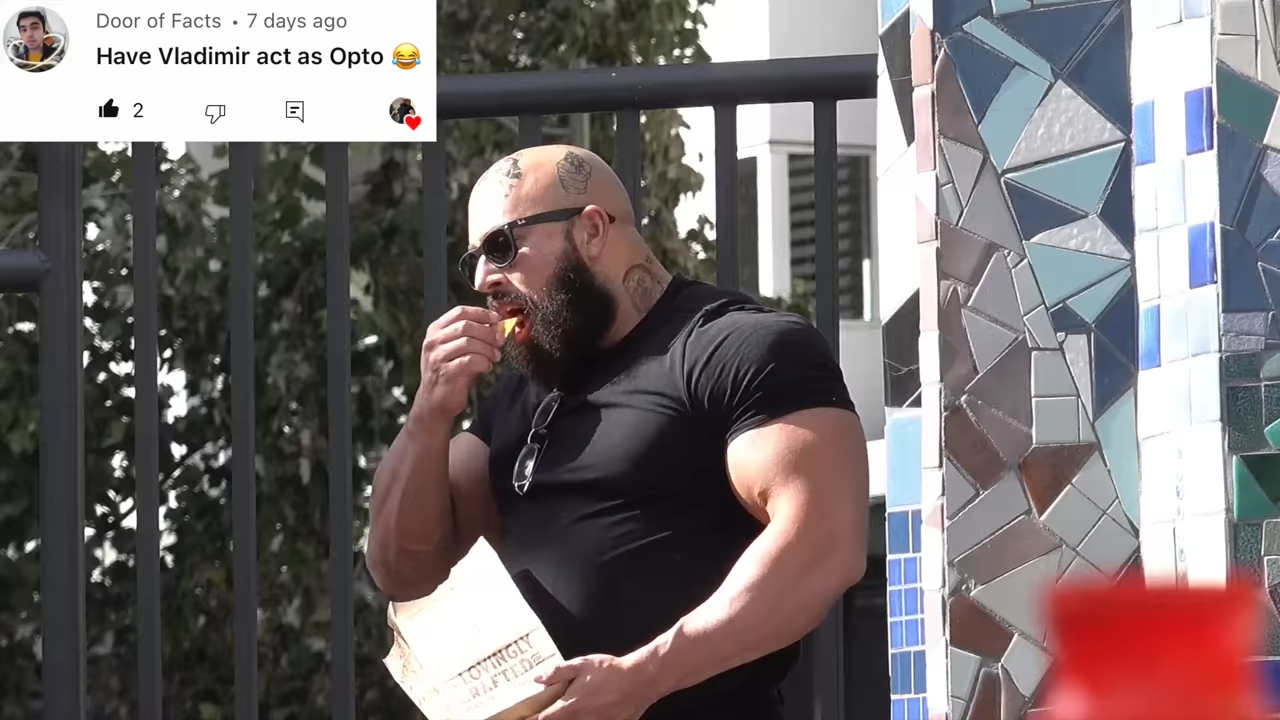 Door of Facts • 7 days ago
Have Vladimir act as Opto 😂
2
LOVINGLY